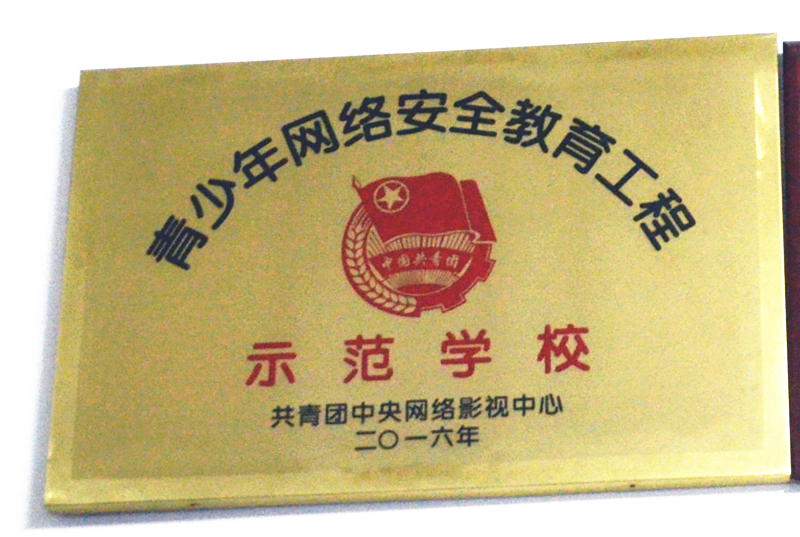 青少年网络安全教育工程
中国共青团
示范学校
共青团中央网络影视中心
二〇一六年